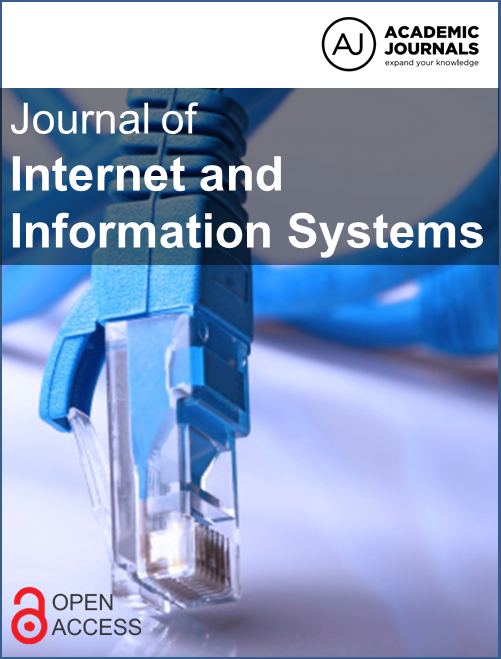 AJ
ACADEMIC
JOURNALS
expand your knowledge
Journal of
Internet and
Information Systems
OPEN
ACCESS